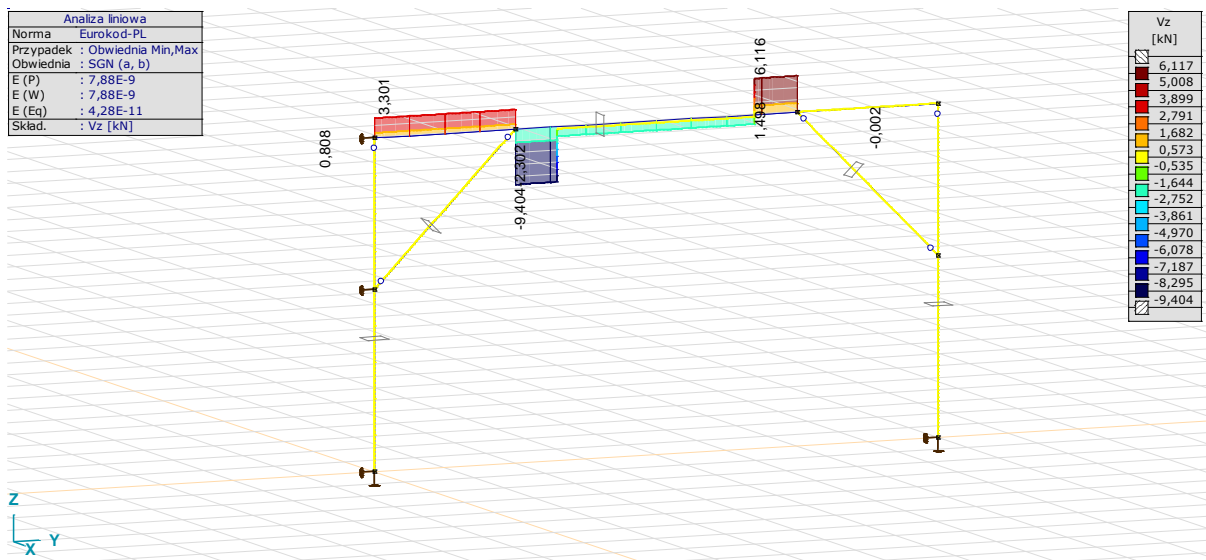 Analiza liniowa
Norma Eurokod-PL
Przypadek : Obwiednia Min,Max
Obwiednia : SGN (a, b)
E (P) : 7,88E-9
E (W) : 7,88E-9
E (Eq) : 4,28E-11
Skład. : Vz [kN]
Vz
[kN]
6,117
5,008
3,899
2,791
1,682
0,573
-0,535
-1,644
-2,752
-3,861
-4,970
-6,078
-7,187
-8,295
-9,404
0,808
3,301
-9,404
2,302
1,498
6,116
-0,002
Z
Y
X